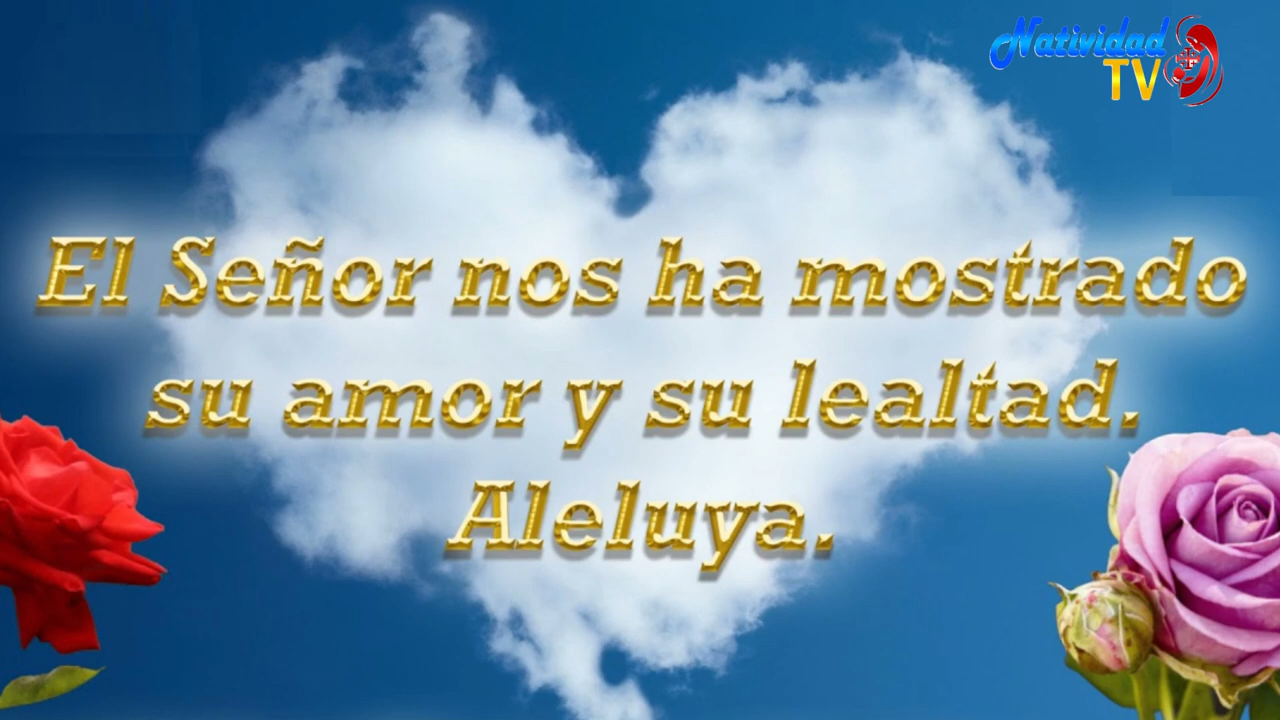 Natividad
TV
El Señor nos ha mostrado
su amor y su lealtad.
Aleluya.